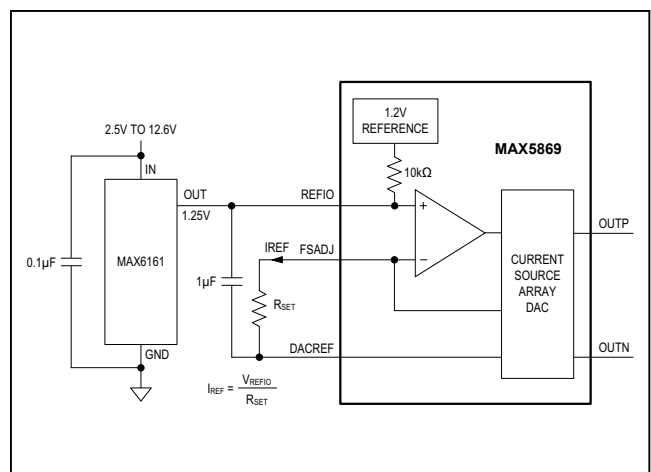 1.2V
REFERENCE
MAX5869
2.5V TO 12.6V
IN
10kΩ
OUT
REFIO
1.25V
+
OUTP
0.1µF
MAX6161
IREF
FSADJ
−
1µF
RSET
CURRENT
SOURCE
ARRAY
DAC
GND
DACREF
OUTN
IREF = VREFIO
RSET